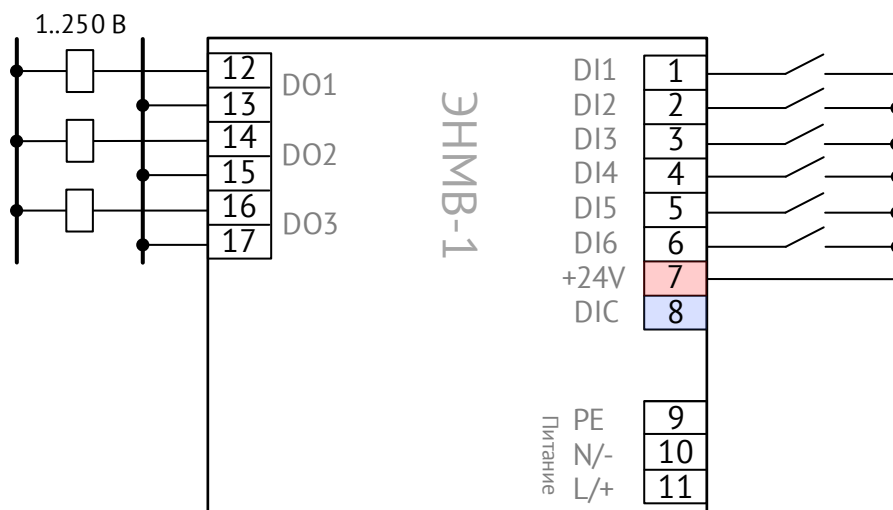 1..250 В
12
DO1
13
14
DO2
15
16
DO3
17
ЭНМВ-1
DI1 1
DI2 2
DI3 3
DI4 4
DI5 5
DI6 6
+24V 7
DIC 8
Питание
PE 9
N/- 10
L/+ 11